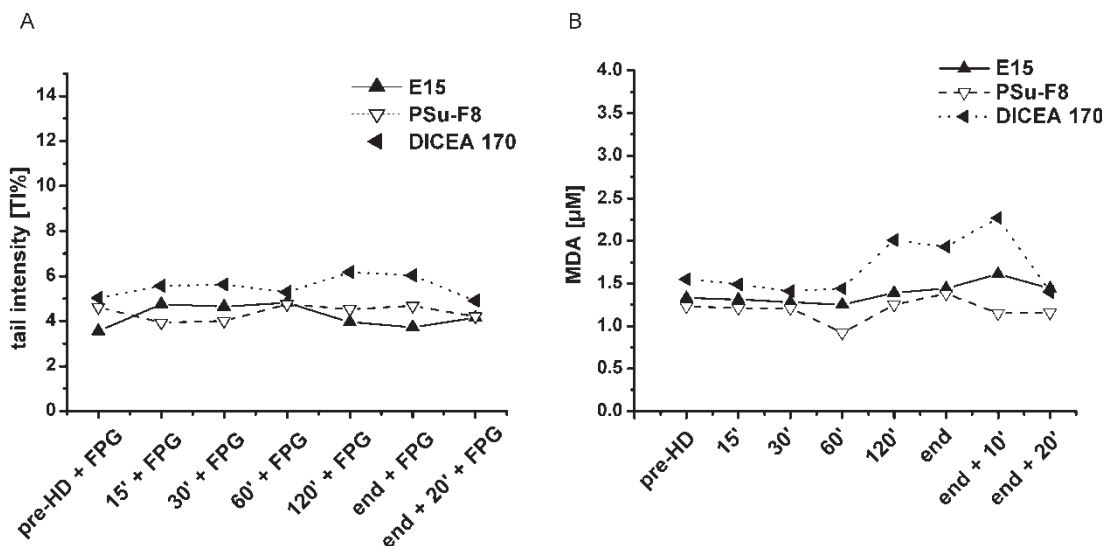 A
E15
PSu-F8
DICEA 170
tail intensity [TI%]
14
12
10
8
6
4
2
0
pre-HD + FPG
15' + FPG
30' + FPG
60' + FPG
120' + FPG
end + FPG
end + 20' + FPG
B
E15
PSu-F8
DICEA 170
MDA [µM]
4.0
3.5
3.0
2.5
2.0
1.5
1.0
0.5
0.0
pre-HD
15'
30'
60'
120'
end
end + 10'
end + 20'